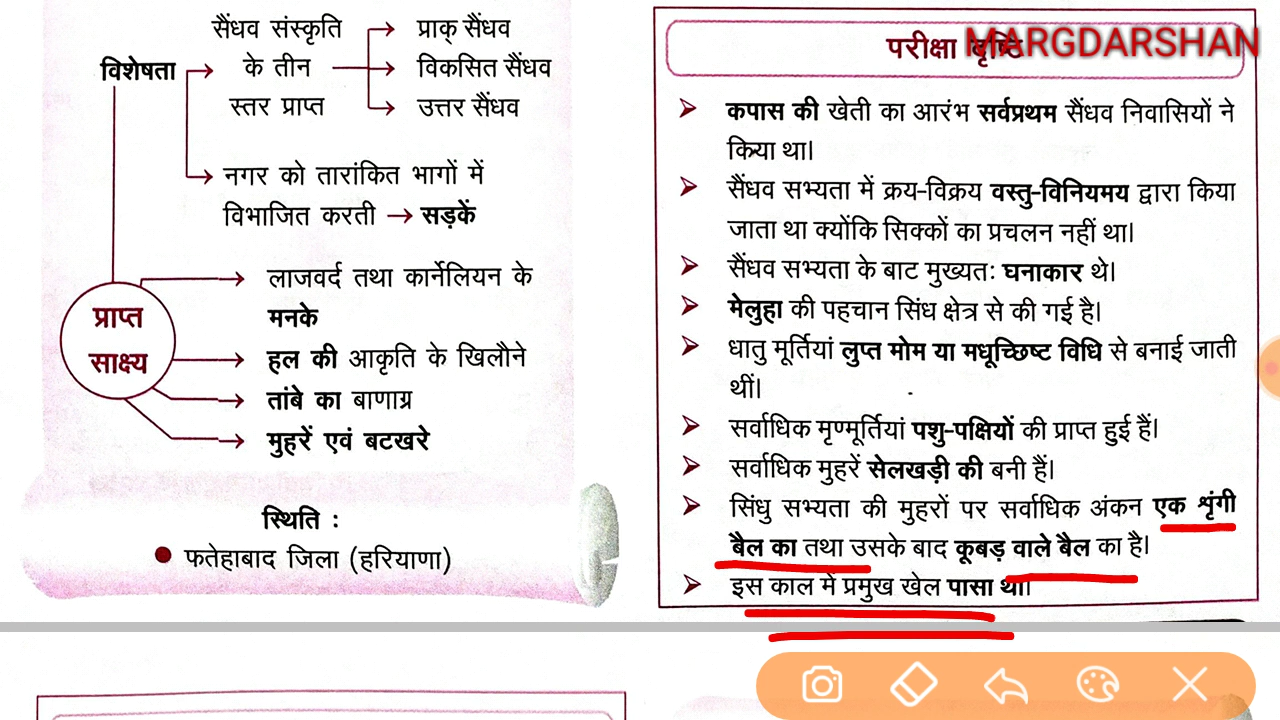 सैंधव संस्कृति
के तीन
स्तर प्राप्त
विशेषता
प्राक् सैंधव
विकसित सैंधव
उत्तर सैंधव
नगर को तारांकित भागों में
विभाजित करती → सड़कें
प्राप्त
साक्ष्य
लाजवर्द तथा कार्नेलियन के
मनके
हल की आकृति के खिलौने
तांबे का बाणाग्र
मुहरें एवं बटखरे
स्थिति :
● फतेहाबाद जिला (हरियाणा)
MARGDARSHAN
परीक्षा दृष्टि
➢ कपास की खेती का आरंभ सर्वप्रथम सैंधव निवासियों ने
किया था।
➢ सैंधव सभ्यता में क्रय-विक्रय वस्तु-विनियमय द्वारा किया
जाता था क्योंकि सिक्कों का प्रचलन नहीं था।
➢ सैंधव सभ्यता के बाट मुख्यत: घनाकार थे।
➢ मेलुहा की पहचान सिंध क्षेत्र से की गई है।
➢ धातु मूर्तियां लुप्त मोम या मधूच्छिष्ट विधि से बनाई जाती
थीं।
➢ सर्वाधिक मृण्मूर्तियां पशु-पक्षियों की प्राप्त हुई हैं।
➢ सर्वाधिक मुहरें सेलखड़ी की बनी हैं।
➢ सिंधु सभ्यता की मुहरों पर सर्वाधिक अंकन एक शृंगी
बैल का तथा उसके बाद कूबड़ वाले बैल का है।
➢ इस काल में प्रमुख खेल पासा था।